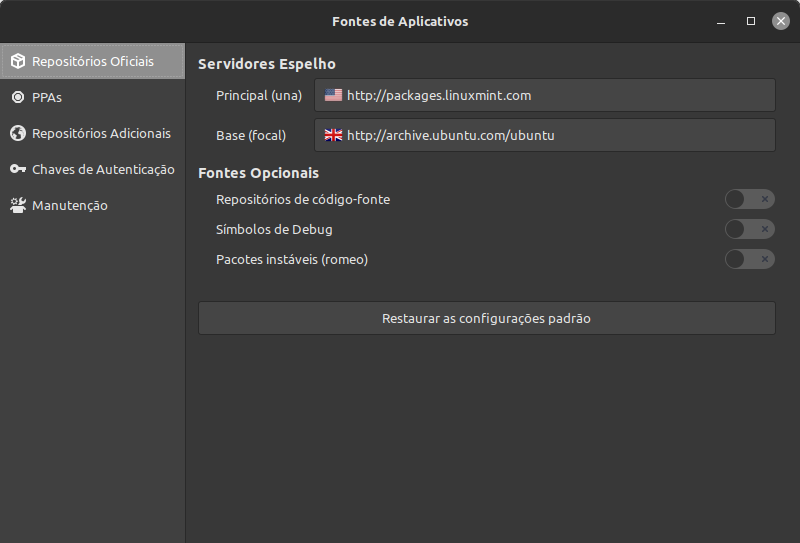 Fontes de Aplicativos
Repositórios Oficiais
PPAs
Repositórios Adicionais
Chaves de Autenticação
Manutenção
Servidores Espelho
Principal (una) http://packages.linuxmint.com
Base (focal) http://archive.ubuntu.com/ubuntu
Fontes Opcionais
Repositórios de código-fonte
Símbolos de Debug
Pacotes instáveis (romeo)
Restaurar as configurações padrão